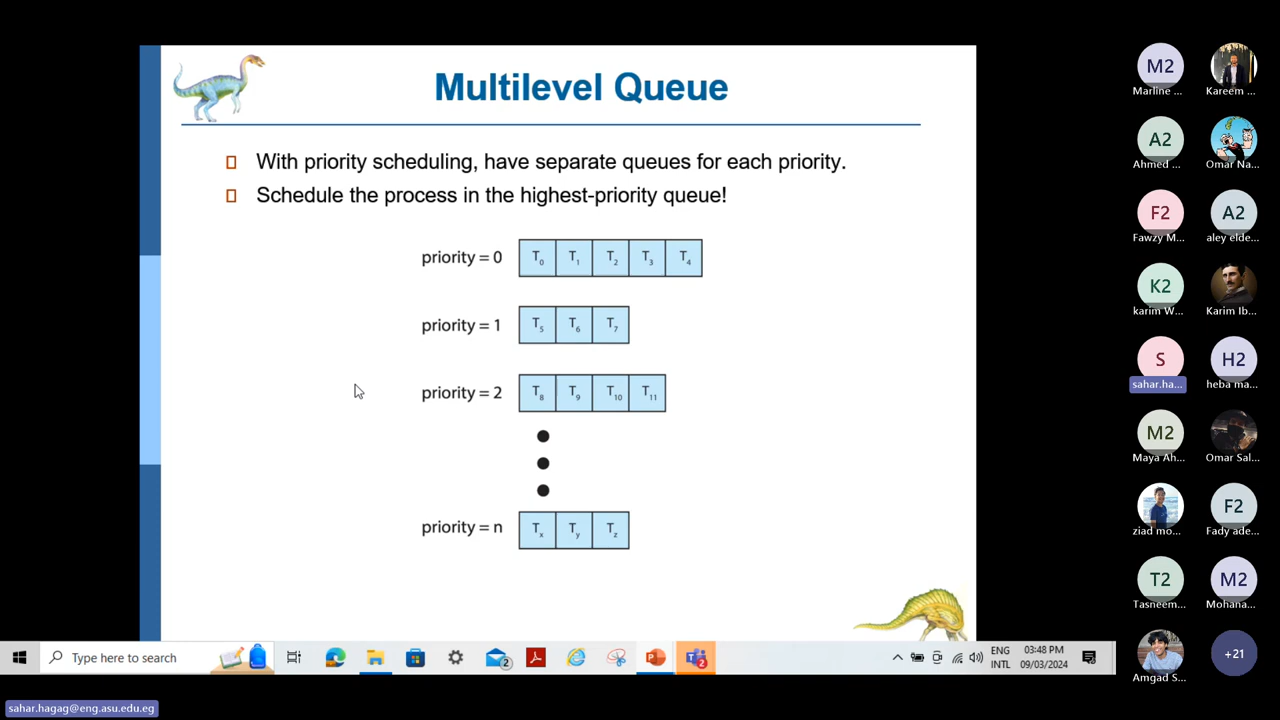 Multilevel Queue
With priority scheduling, have separate queues for each priority.
Schedule the process in the highest-priority queue!
priority = 0 T0 T1 T2 T3 T4
priority = 1 T5 T6 T7
priority = 2 T8 T9 T10 T11
priority = n Tx Ty Tz
M2
Marline ...
Kareem ...
A2
Ahmed ...
Omar Na...
F2
Fawzy M...
A2
aley elde...
K2
karim W...
Karim Ib...
S
sahar.ha...
H2
heba ma...
M2
Maya Ah...
Omar Sal...
ziad mo...
F2
Fady ade...
T2
Tasneem...
M2
Mohana...
Amgad S...
+21
Type here to search
2
2
ENG
INTL
03:48 PM
09/03/2024
sahar.hagag@eng.asu.edu.eg